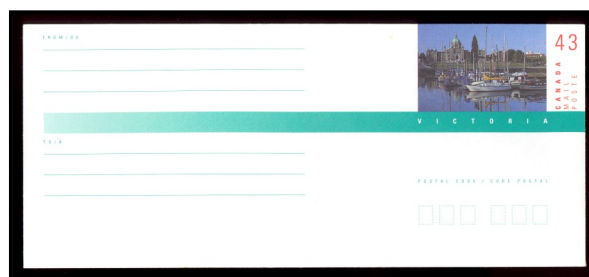 FROM/DE
43
CANADA
MAIL
POSTE
VICTORIA
TO/À
POSTAL CODE • CODE POSTAL